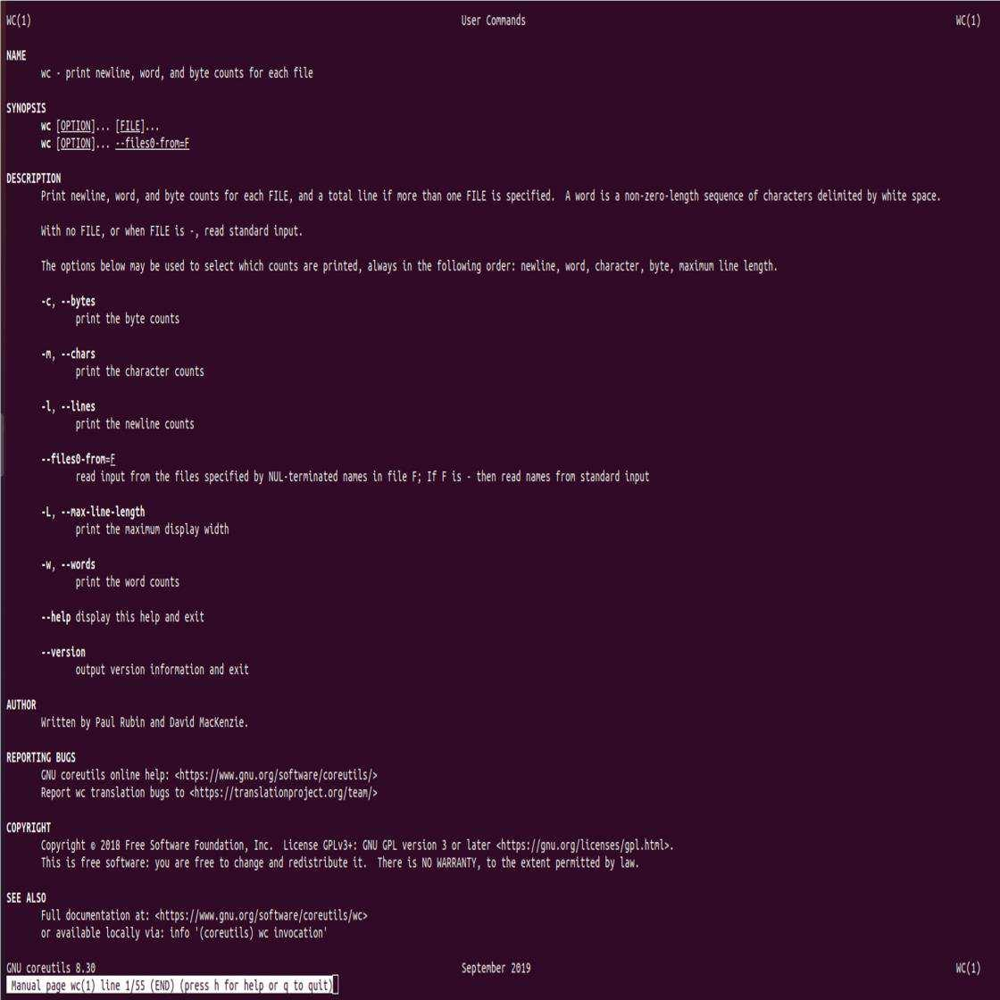 WC(1) User Commands WC(1)
NAME
wc - print newline, word, and byte counts for each file
SYNOPSIS
wc [OPTION]... [FILE]...
wc [OPTION]... --files0-from=F
DESCRIPTION
Print newline, word, and byte counts for each FILE, and a total line if more than one FILE is specified.  A word is a non-zero-length sequence of characters delimited by white space.
With no FILE, or when FILE is -, read standard input.
The options below may be used to select which counts are printed, always in the following order: newline, word, character, byte, maximum line length.
-c, --bytes
print the byte counts
-m, --chars
print the character counts
-l, --lines
print the newline counts
--files0-from=F
read input from the files specified by NUL-terminated names in file F; If F is - then read names from standard input
-L, --max-line-length
print the maximum display width
-w, --words
print the word counts
--help display this help and exit
--version
output version information and exit
AUTHOR
Written by Paul Rubin and David MacKenzie.
REPORTING BUGS
GNU coreutils online help: <https://www.gnu.org/software/coreutils/>
Report wc translation bugs to <https://translationproject.org/team/>
COPYRIGHT
Copyright © 2018 Free Software Foundation, Inc.  License GPLv3+: GNU GPL version 3 or later <https://gnu.org/licenses/gpl.html>.
This is free software: you are free to change and redistribute it.  There is NO WARRANTY, to the extent permitted by law.
SEE ALSO
Full documentation at: <https://www.gnu.org/software/coreutils/wc>
or available locally via: info '(coreutils) wc invocation'
GNU coreutils 8.30 September 2019 WC(1)
Manual page wc(1) line 1/55 (END) (press h for help or q to quit)